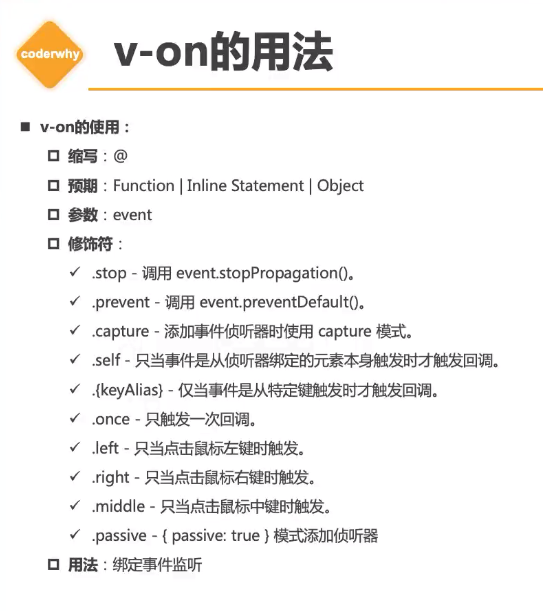 coderwhy
v-on的用法
v-on的使用：
缩写：@
预期：Function | Inline Statement | Object
参数：event
修饰符：
.stop - 调用 event.stopPropagation()。
.prevent - 调用 event.preventDefault()。
.capture - 添加事件侦听器时使用 capture 模式。
.self - 只当事件是从侦听器绑定的元素本身触发时才触发回调。
.{keyAlias} - 仅当事件是从特定键触发时才触发回调。
.once - 只触发一次回调。
.left - 只当点击鼠标左键时触发。
.right - 只当点击鼠标右键时触发。
.middle - 只当点击鼠标中键时触发。
.passive - { passive: true } 模式添加侦听器
用法：绑定事件监听